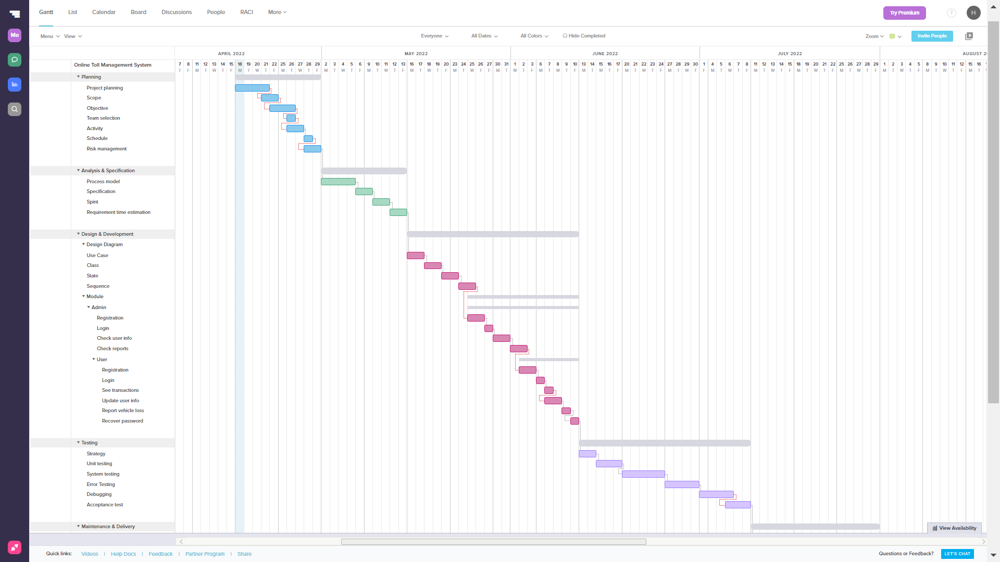 Gantt List Calendar Board Discussions People RACI More Try Premium ? H
Me
Menu View Everyone All Dates All Colors Hide Completed Zoom Invite People
APRIL 2022 MAY 2022 JUNE 2022 JULY 2022 AUGUST 2
Online Toll Management System 7 8 11 12 13 14 15 18 19 20 21 22 25 26 27 28 29 2 3 4 5 6 9 10 11 12 13 16 17 18 19 20 23 24 25 26 27 30 31 1 2 3 6 7 8 9 10 13 14 15 16 17 20 21 22 23 24 27 28 29 30 1 4 5 6 7 8 11 12 13 14 15 18 19 20 21 22 25 26 27 28 29 1 2 3 4 5 8 9 10 11 12 15 16
T F M T W T F M T W T F M T W T F M T W T F M T W T F M T W T F M T W T F M T W T F M T W T F M T W T F M T W T F M T W T F M T W T F M T W T F M T W T F M T W T F M T W T F M T W T F M T
Planning
Project planning
Scope
Objective
Team selection
Activity
Schedule
Risk management
Analysis & Specification
Process model
Specification
Spint
Requirement time estimation
Design & Development
Design Diagram
Use Case
Class
State
Sequence
Module
Admin
Registration
Login
Check user info
Check reports
User
Registration
Login
See transactions
Update user info
Report vehicle loss
Recover password
Testing
Strategy
Unit testing
System testing
Error Testing
Debugging
Acceptance test
Maintenance & Delivery
View Availability
Quick links: Videos | Help Docs | Feedback | Partner Program | Share Questions or Feedback? LET'S CHAT